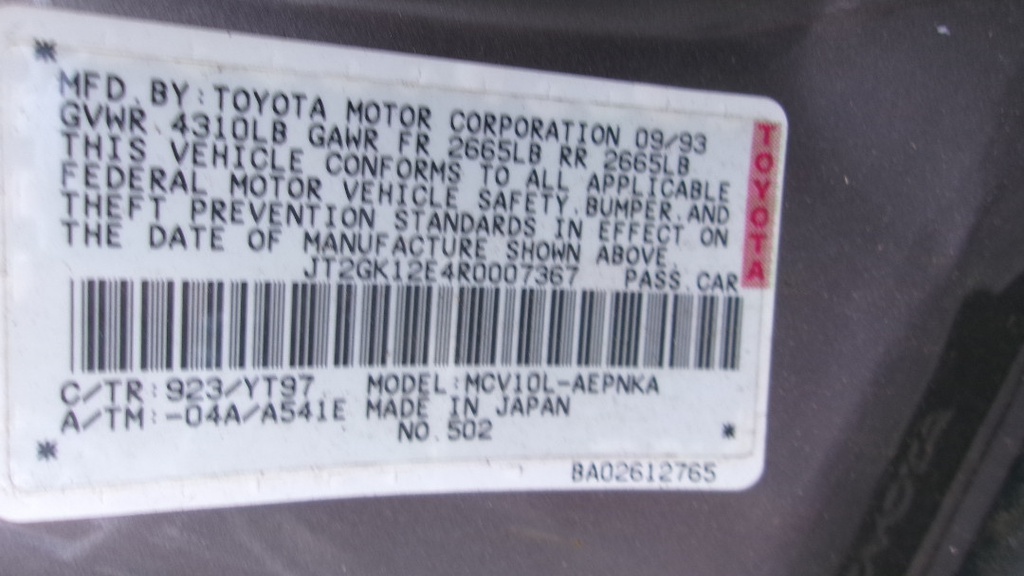 MFD. BY: TOYOTA MOTOR CORPORATION 09/93
GVWR 4310LB GAWR FR 2665LB RR 2665LB
THIS VEHICLE CONFORMS TO ALL APPLICABLE
FEDERAL MOTOR VEHICLE SAFETY, BUMPER, AND
THEFT PREVENTION STANDARDS IN EFFECT ON
THE DATE OF MANUFACTURE SHOWN ABOVE.
JT2GK12E4R0007367 PASS. CAR
C/TR: 923/YT97 MODEL: MCV10L-AEPNKA
A/TM: -04A/A541E MADE IN JAPAN
NO. 502
BA02612765
TOYOTA